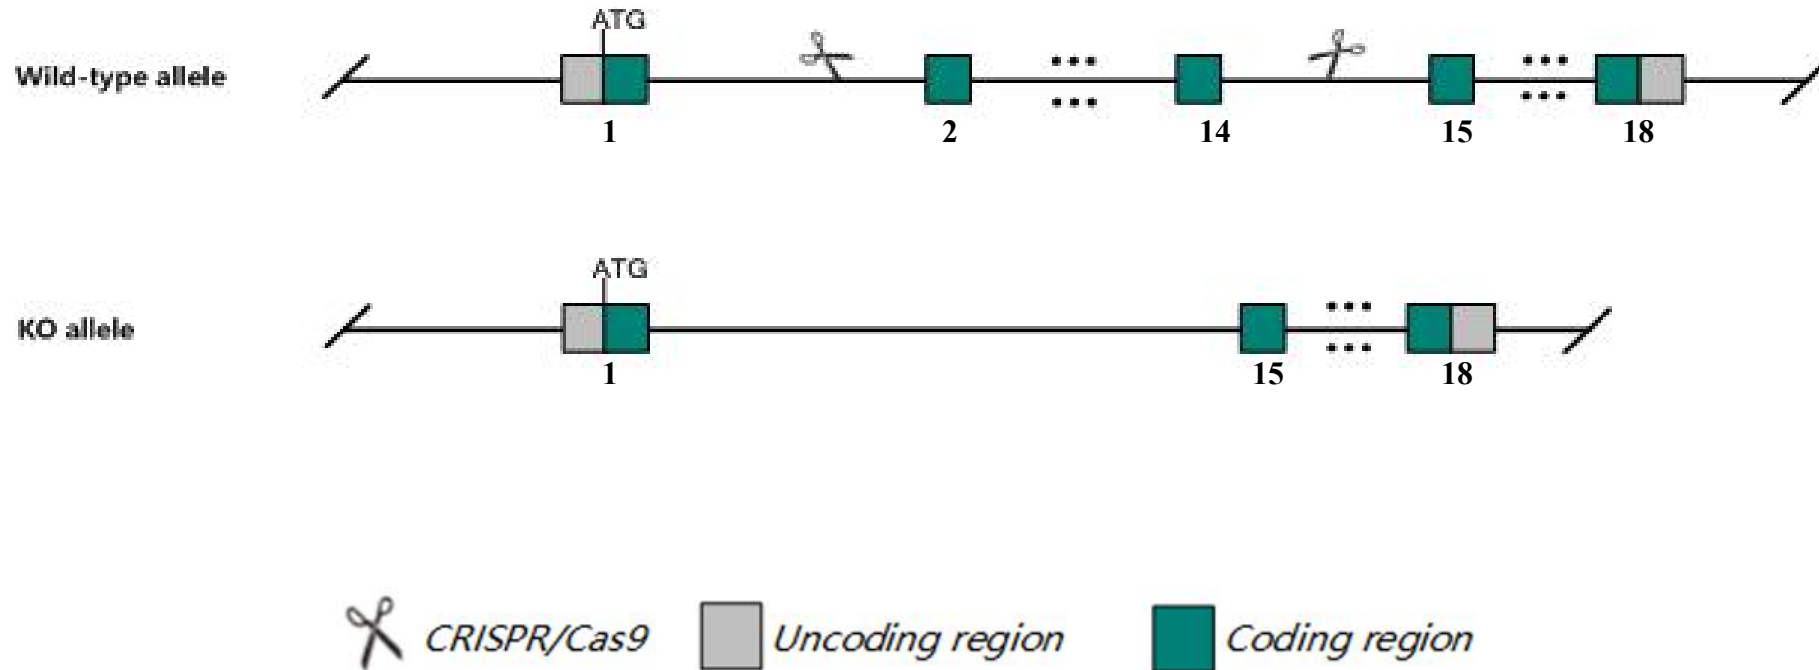 ATG
Wild-type allele
1 2 14 15 18
ATG
KO allele
1 15 18
CRISPR/Cas9 Uncoding region Coding region